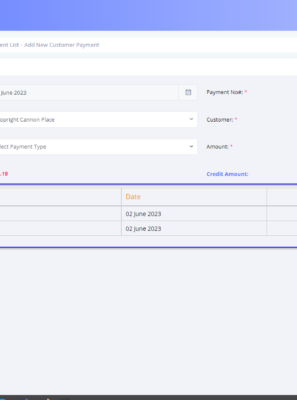 ent List - Add New Customer Payment
June 2022
Payment No#: *
opright Cannon Place
Customer: *
lect Payment Type
Amount: *
.18
Credit Amount:
Date
02 June 2023
02 June 2023